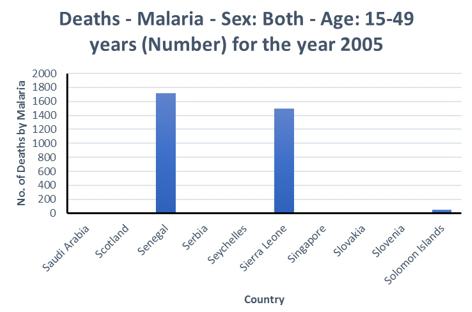 Deaths - Malaria - Sex: Both - Age: 15-49
years (Number) for the year 2005
No. of Deaths by Malaria
2000
1800
1600
1400
1200
1000
800
600
400
200
0
Saudi Arabia
Scotland
Senegal
Serbia
Seychelles
Sierra Leone
Singapore
Slovakia
Slovenia
Solomon Islands
Country